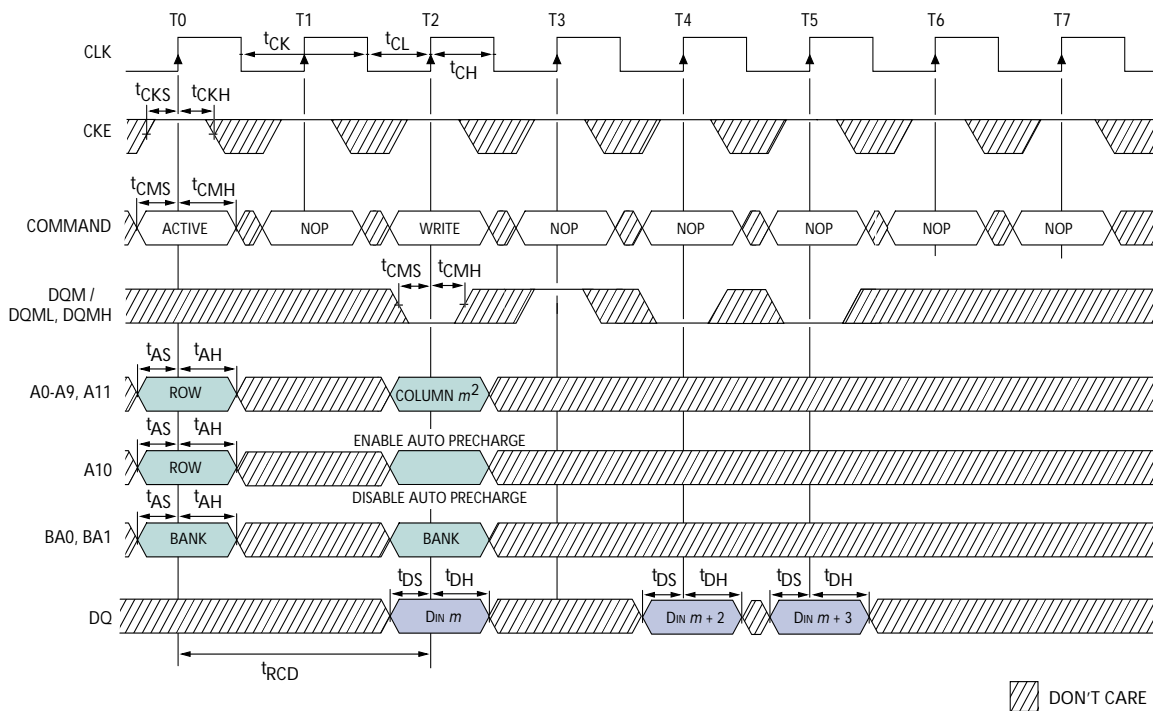 T0 T1 T2 T3 T4 T5 T6 T7
CLK tCK tCL tCH
tCKS tCKH
CKE
tCMS tCMH
COMMAND ACTIVE NOP WRITE NOP NOP NOP NOP NOP
tCMS tCMH
DQM /
DQML, DQMH
tAS tAH
A0-A9, A11 ROW COLUMN m2
tAS tAH ENABLE AUTO PRECHARGE
A10 ROW
tAS tAH DISABLE AUTO PRECHARGE
BA0, BA1 BANK BANK
tDS tDH tDS tDH tDS tDH
DQ DIN m DIN m + 2 DIN m + 3
tRCD
DON'T CARE